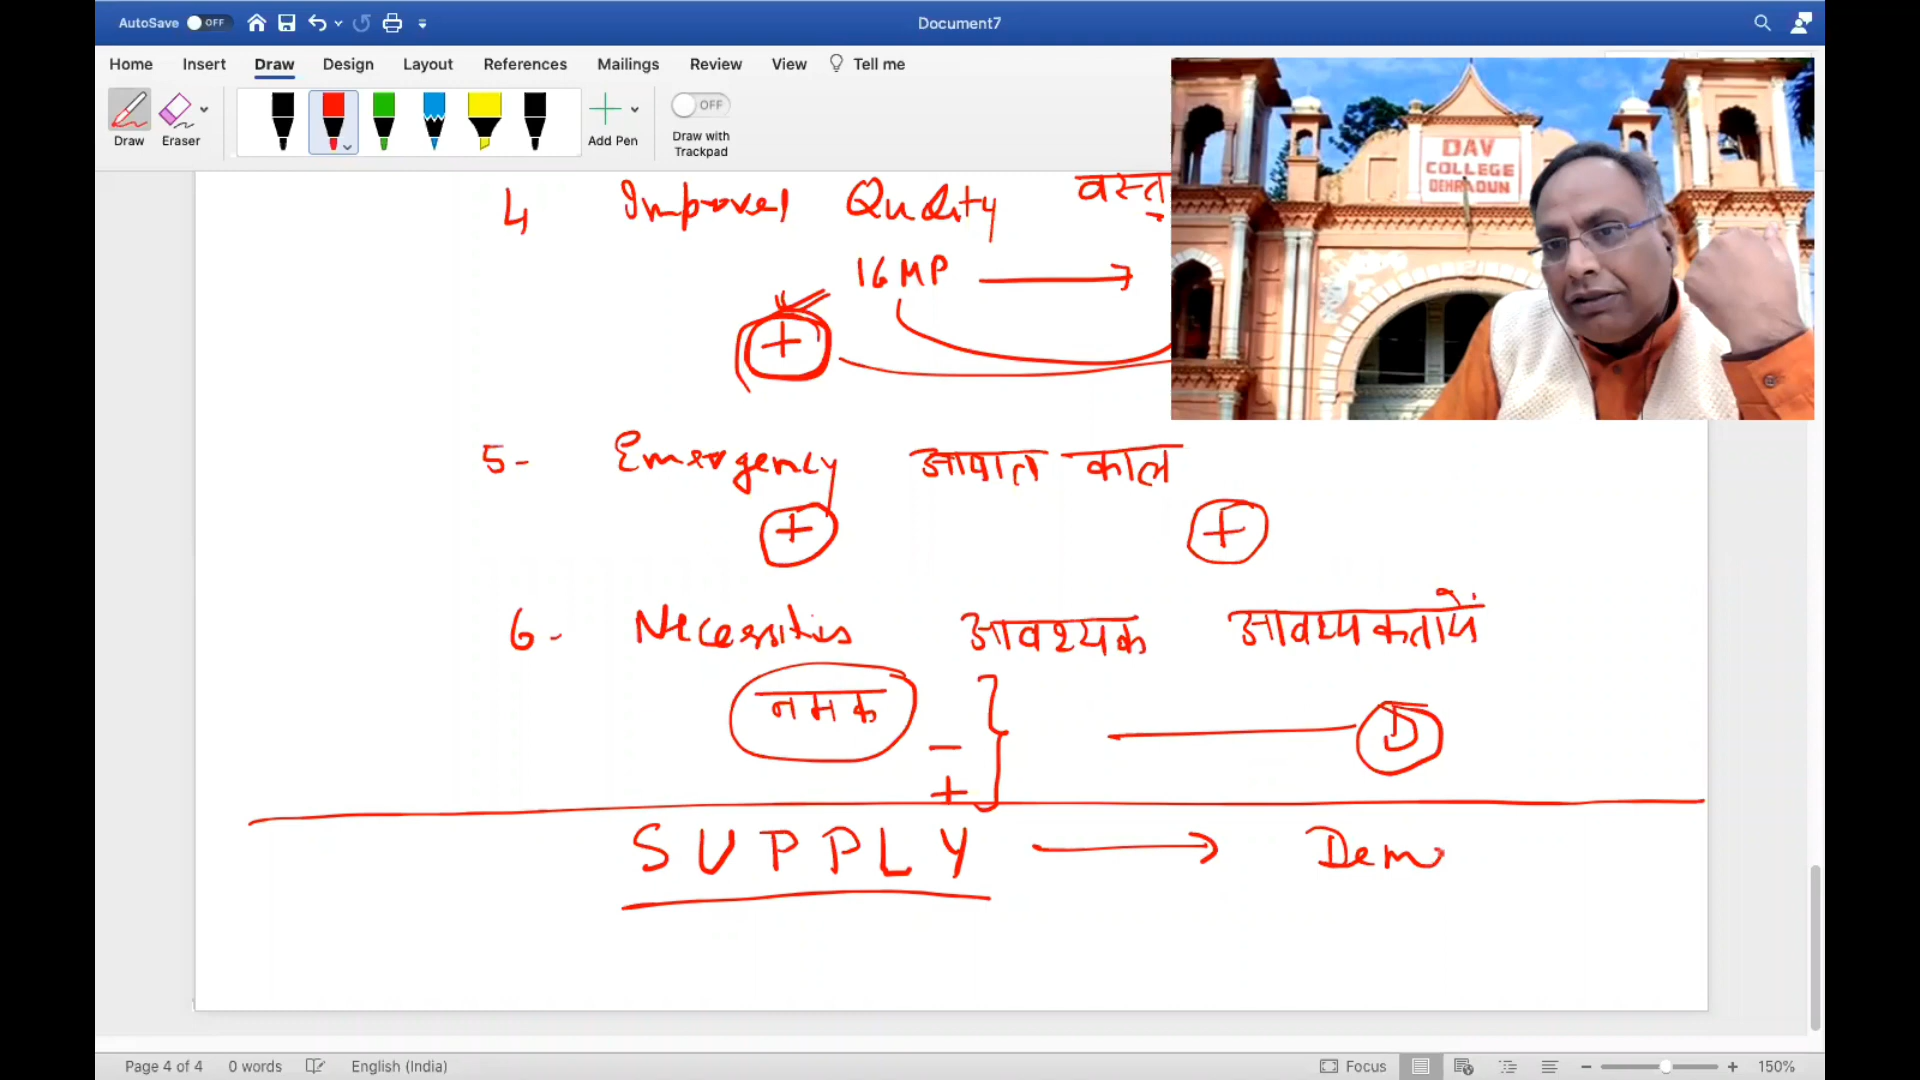 AutoSave OFF
Document7
Home Insert Draw Design Layout References Mailings Review View Tell me
Draw Eraser Add Pen OFF Draw with Trackpad
DAV
COLLEGE
DEHRADUN
4 Improved Quality
16 MP
+
5- Emergency आपात काल
+ +
6- Necessities आवश्यक आवश्यकतायें
नमक
- D
+
SUPPLY → Dem
Page 4 of 4 0 words English (India) Focus 150%